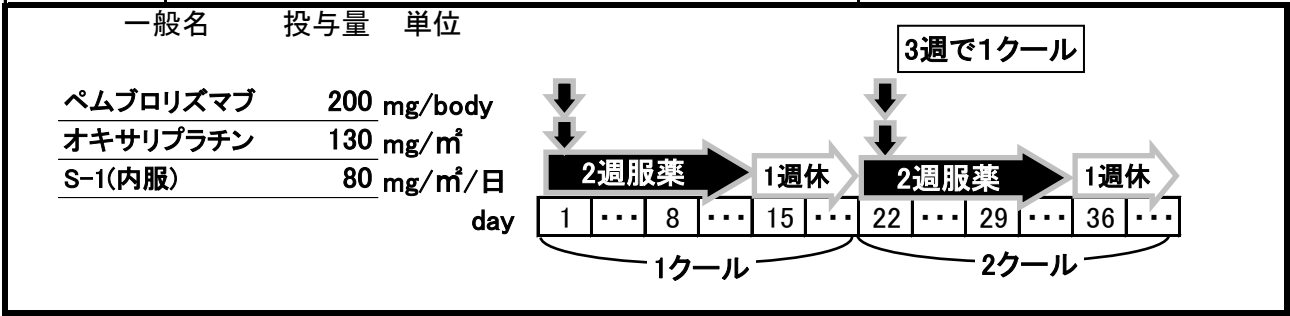 一般名 投与量 単位
3週で1クール
ペムブロリズマブ 200 mg/body
オキサリプラチン 130 mg/㎡
S-1(内服) 80 mg/㎡/日
2週服薬 1週休 2週服薬 1週休
day 1 ・・・ 8 ・・・ 15 ・・・ 22 ・・・ 29 ・・・ 36 ・・・
1クール 2クール